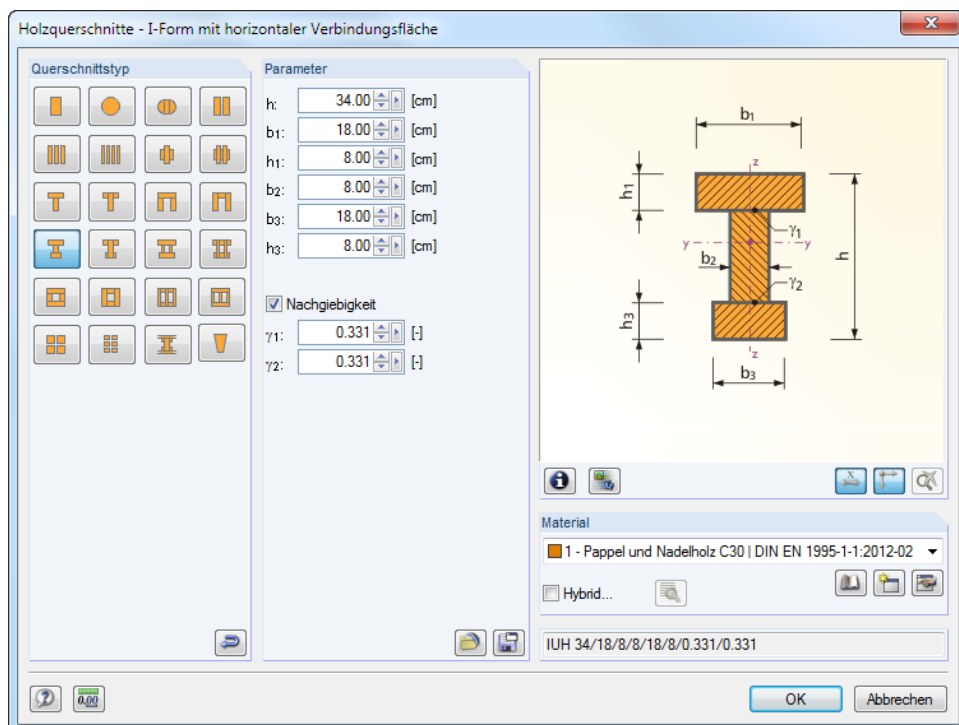 Holzquerschnitte - I-Form mit horizontaler Verbindungsfläche
Querschnittstyp
Parameter
h: 34.00 [cm]
b1: 18.00 [cm]
h1: 8.00 [cm]
b2: 8.00 [cm]
b3: 18.00 [cm]
h3: 8.00 [cm]
Nachgiebigkeit
γ1: 0.331 [-]
γ2: 0.331 [-]
b1
z
h1
γ1
y
y
h
b2
γ2
h3
z
b3
X
Material
1 - Pappel und Nadelholz C30 | DIN EN 1995-1-1:2012-02
Hybrid...
IUH 34/18/8/8/18/8/0.331/0.331
0.00
OK
Abbrechen